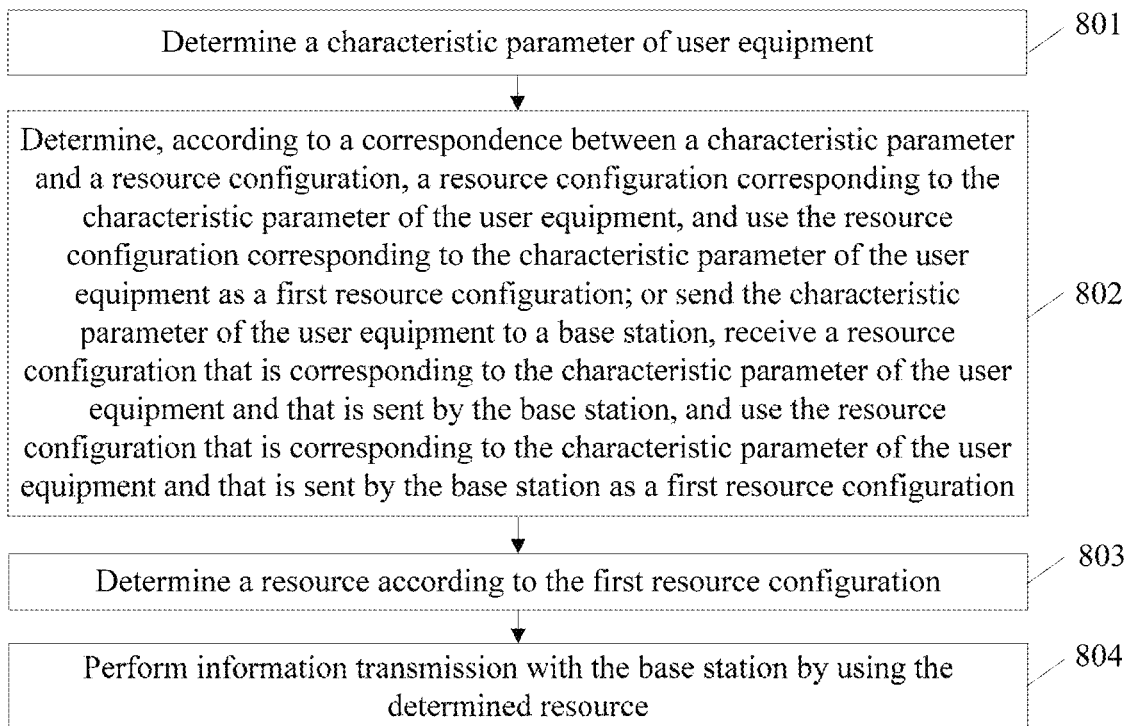 Determine a characteristic parameter of user equipment
801
Determine, according to a correspondence between a characteristic parameter
and a resource configuration, a resource configuration corresponding to the
characteristic parameter of the user equipment, and use the resource
configuration corresponding to the characteristic parameter of the user
equipment as a first resource configuration; or send the characteristic
parameter of the user equipment to a base station, receive a resource
configuration that is corresponding to the characteristic parameter of the user
equipment and that is sent by the base station, and use the resource
configuration that is corresponding to the characteristic parameter of the user
equipment and that is sent by the base station as a first resource configuration
802
Determine a resource according to the first resource configuration
803
Perform information transmission with the base station by using the
determined resource
804